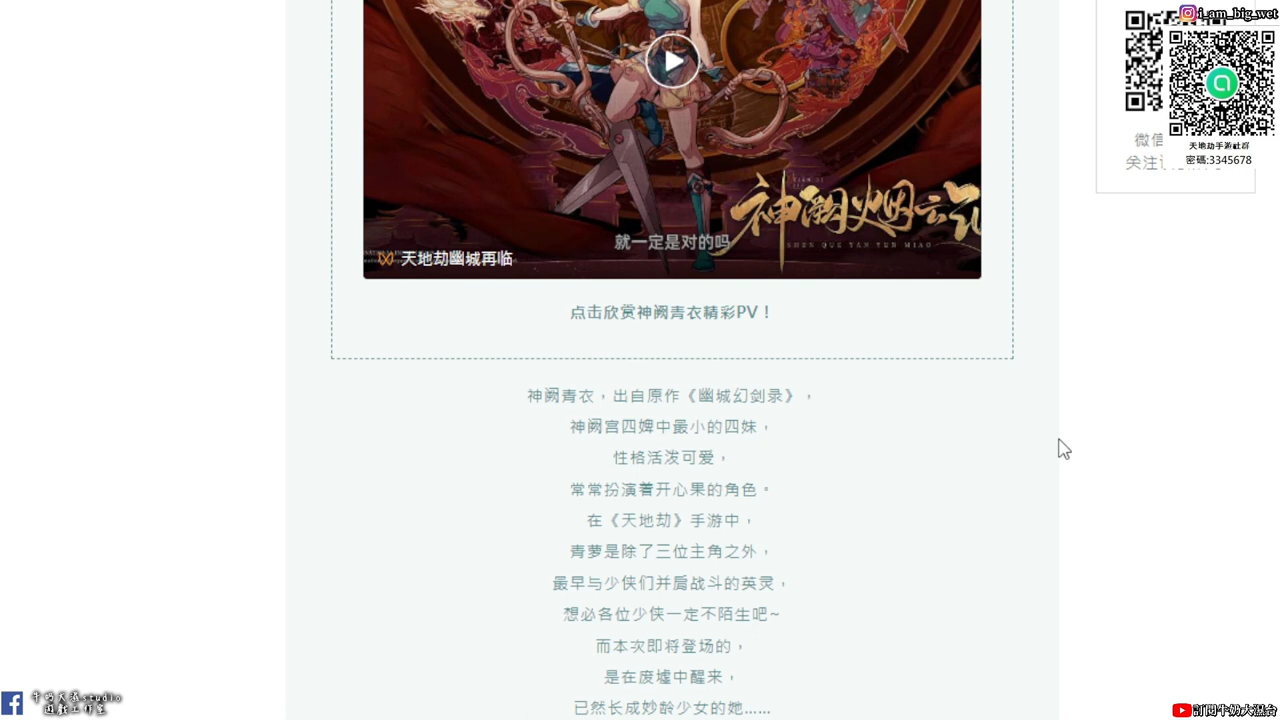 i_am_big_wet
天地劫手游社群
密碼:3345678
微信
关注
神阙烟云
SHEN QUE YAN YUN MIAO
就一定是对的吗
天地劫幽城再临
点击欣赏神阙青衣精彩PV！
神阙青衣，出自原作《幽城幻剑录》，
神阙宫四婢中最小的四妹，
性格活泼可爱，
常常扮演着开心果的角色。
在《天地劫》手游中，
青萝是除了三位主角之外，
最早与少侠们并肩战斗的英灵，
想必各位少侠一定不陌生吧~
而本次即将登场的，
是在废墟中醒来，
已然长成妙龄少女的她……
牛奶大濕studio
遊戲工作室
訂閱牛奶大濕台